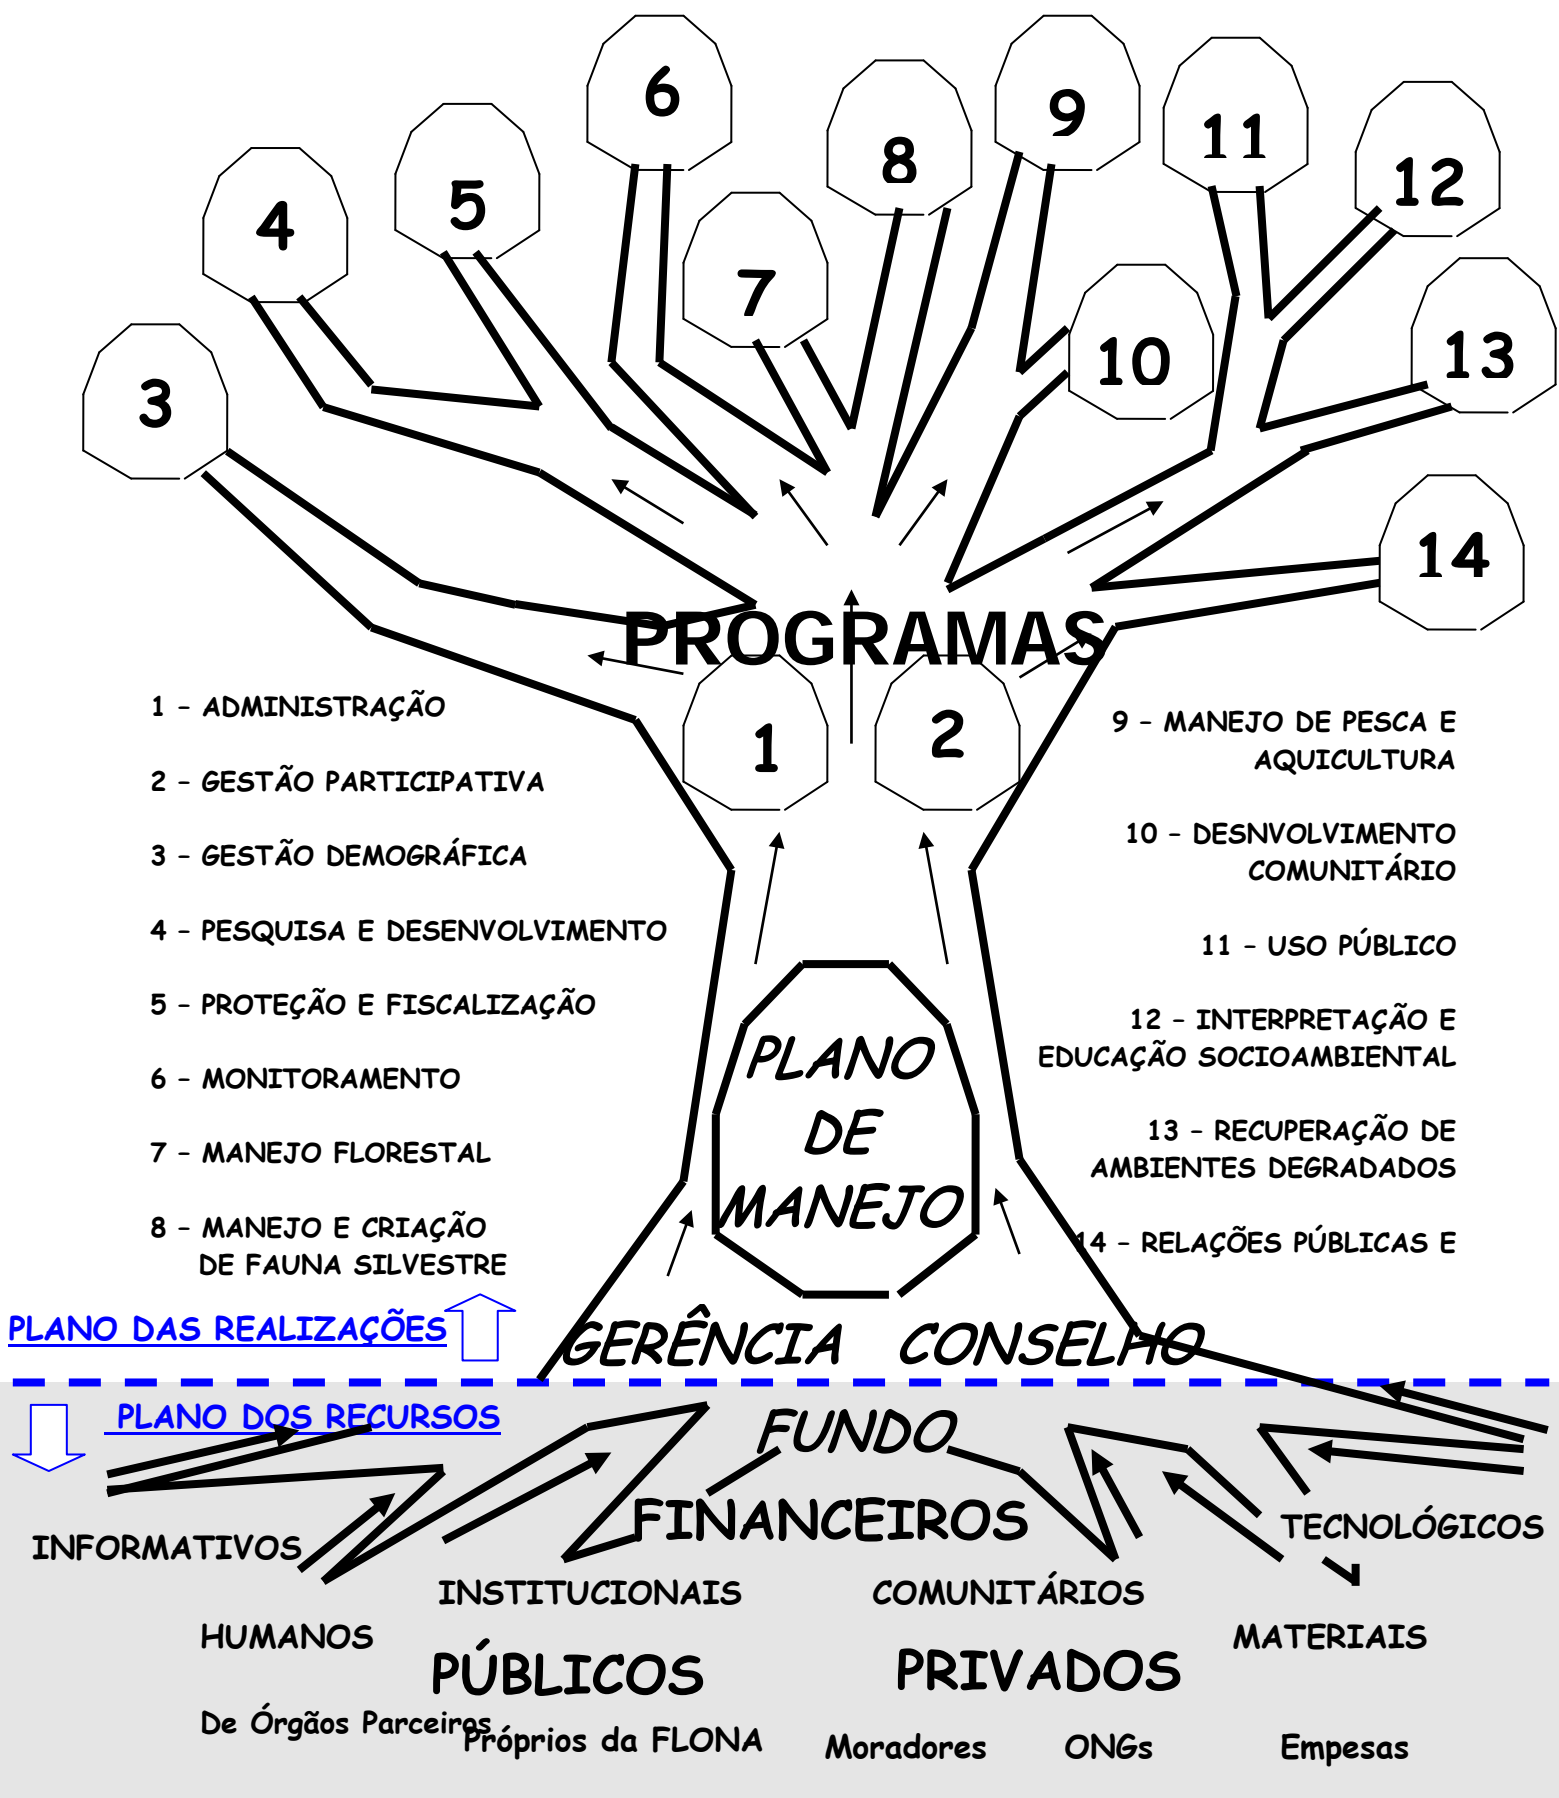 6
9
8
11
5
12
4
7
13
10
3
14
PROGRAMAS
1
2
1 – ADMINISTRAÇÃO
2 – GESTÃO PARTICIPATIVA
3 – GESTÃO DEMOGRÁFICA
4 – PESQUISA E DESENVOLVIMENTO
5 – PROTEÇÃO E FISCALIZAÇÃO
6 – MONITORAMENTO
7 – MANEJO FLORESTAL
8 – MANEJO E CRIAÇÃO
DE FAUNA SILVESTRE
9 – MANEJO DE PESCA E
AQUICULTURA
10 – DESNVOLVIMENTO
COMUNITÁRIO
11 – USO PÚBLICO
12 – INTERPRETAÇÃO E
EDUCAÇÃO SOCIOAMBIENTAL
13 – RECUPERAÇÃO DE
AMBIENTES DEGRADADOS
14 – RELAÇÕES PÚBLICAS E
PLANO
DE
MANEJO
PLANO DAS REALIZAÇÕES
GERÊNCIA CONSELHO
PLANO DOS RECURSOS
FUNDO
FINANCEIROS
INFORMATIVOS
TECNOLÓGICOS
INSTITUCIONAIS
COMUNITÁRIOS
HUMANOS
MATERIAIS
PÚBLICOS
PRIVADOS
De Órgãos Parceiros
Próprios da FLONA
Moradores
ONGs
Empesas